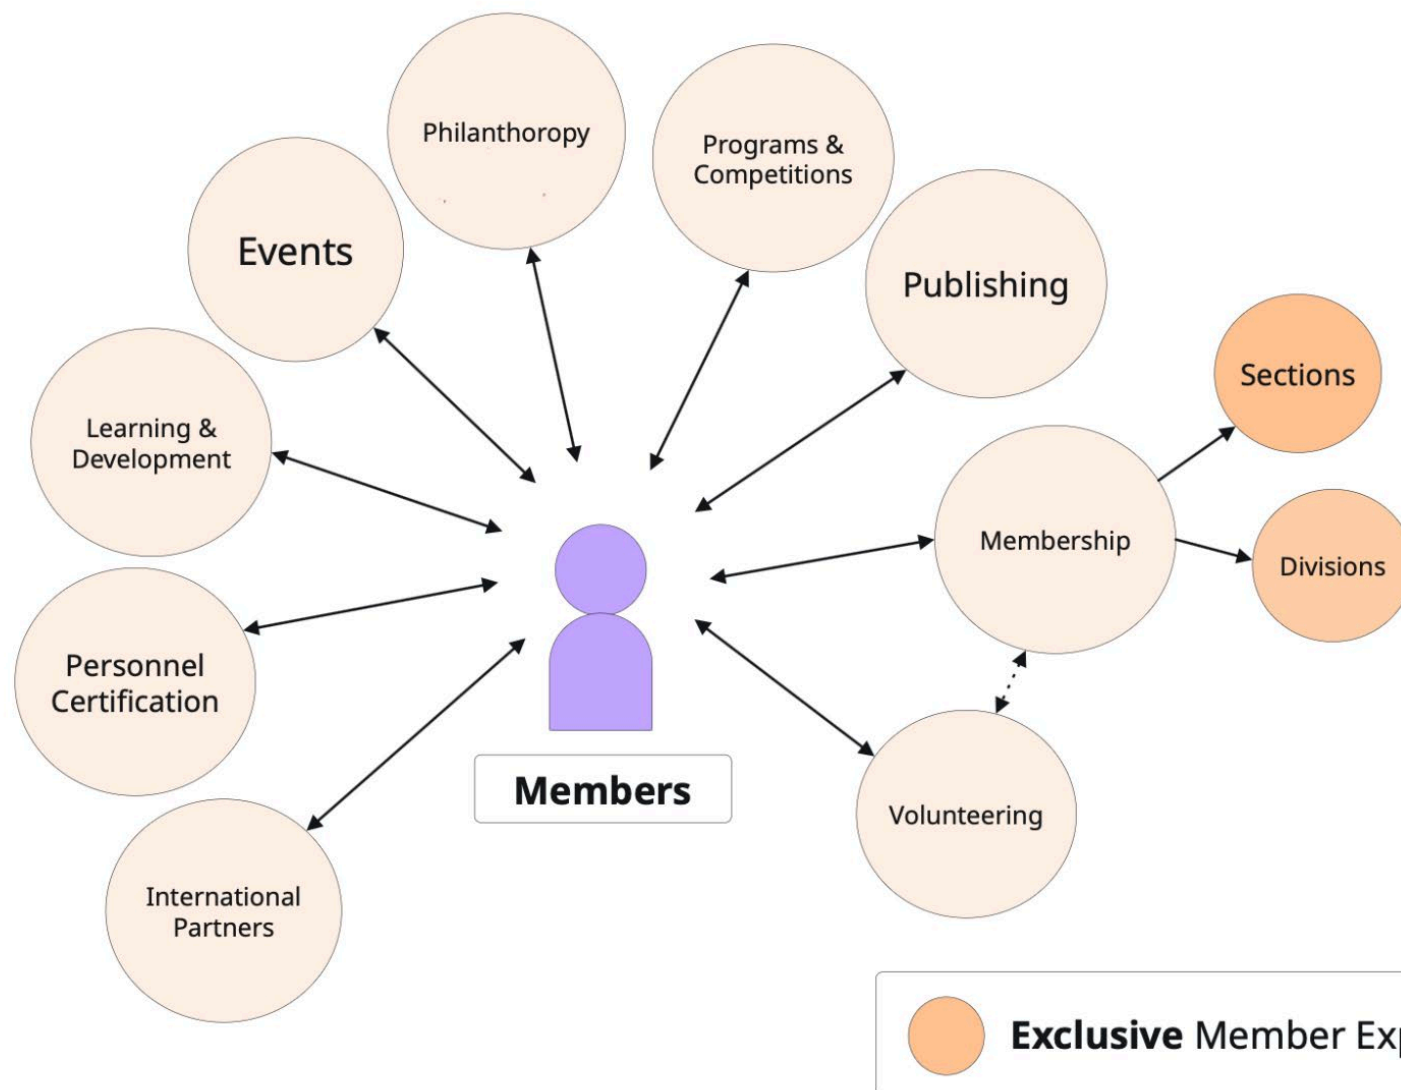 Philanthoropy
Programs &
Competitions
Events
Publishing
Sections
Learning &
Development
Membership
Divisions
Personnel
Certification
Members
Volunteering
International
Partners
Exclusive Member